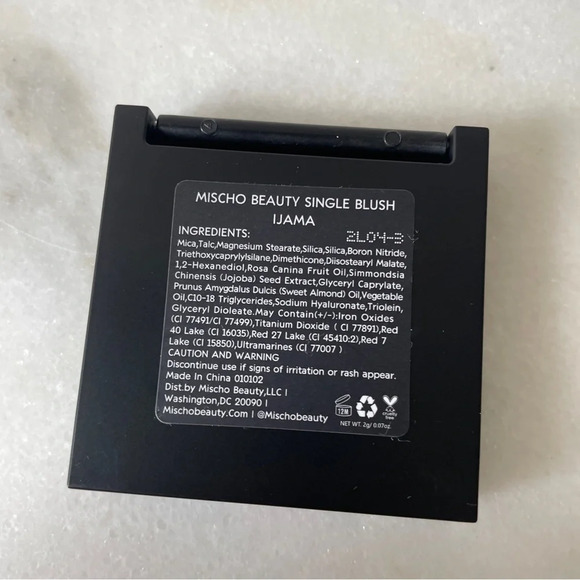 MISCHO BEAUTY SINGLE BLUSH
IJAMA
INGREDIENTS:
2L04-3
Mica,Talc,Magnesium Stearate,Silica,Silica,Boron Nitride,
Triethoxycaprylylsilane,Dimethicone,Diisostearyl Malate,
1,2-Hexanediol,Rosa Canina Fruit Oil,Simmondsia
Chinensis (Jojoba) Seed Extract,Glyceryl Caprylate,
Prunus Amygdalus Dulcis (Sweet Almond) Oil,Vegetable
Oil,C10-18 Triglycerides,Sodium Hyaluronate,Triolein,
Glyceryl Dioleate.May Contain(+/-):Iron Oxides
(CI 77491/CI 77499),Titanium Dioxide ( CI 77891),Red
40 Lake (CI 16035),Red 27 Lake (CI 45410:2),Red 7
Lake (CI 15850),Ultramarines (CI 77007 )
CAUTION AND WARNING
Discontinue use if signs of irritation or rash appear.
Made In China 010102
Dist.by Mischo Beauty,LLC |
Washington,DC 20090 |
Mischobeauty.Com | @Mischobeauty
12M
cruelty
free
NET WT. 2g/ 0.07oz.